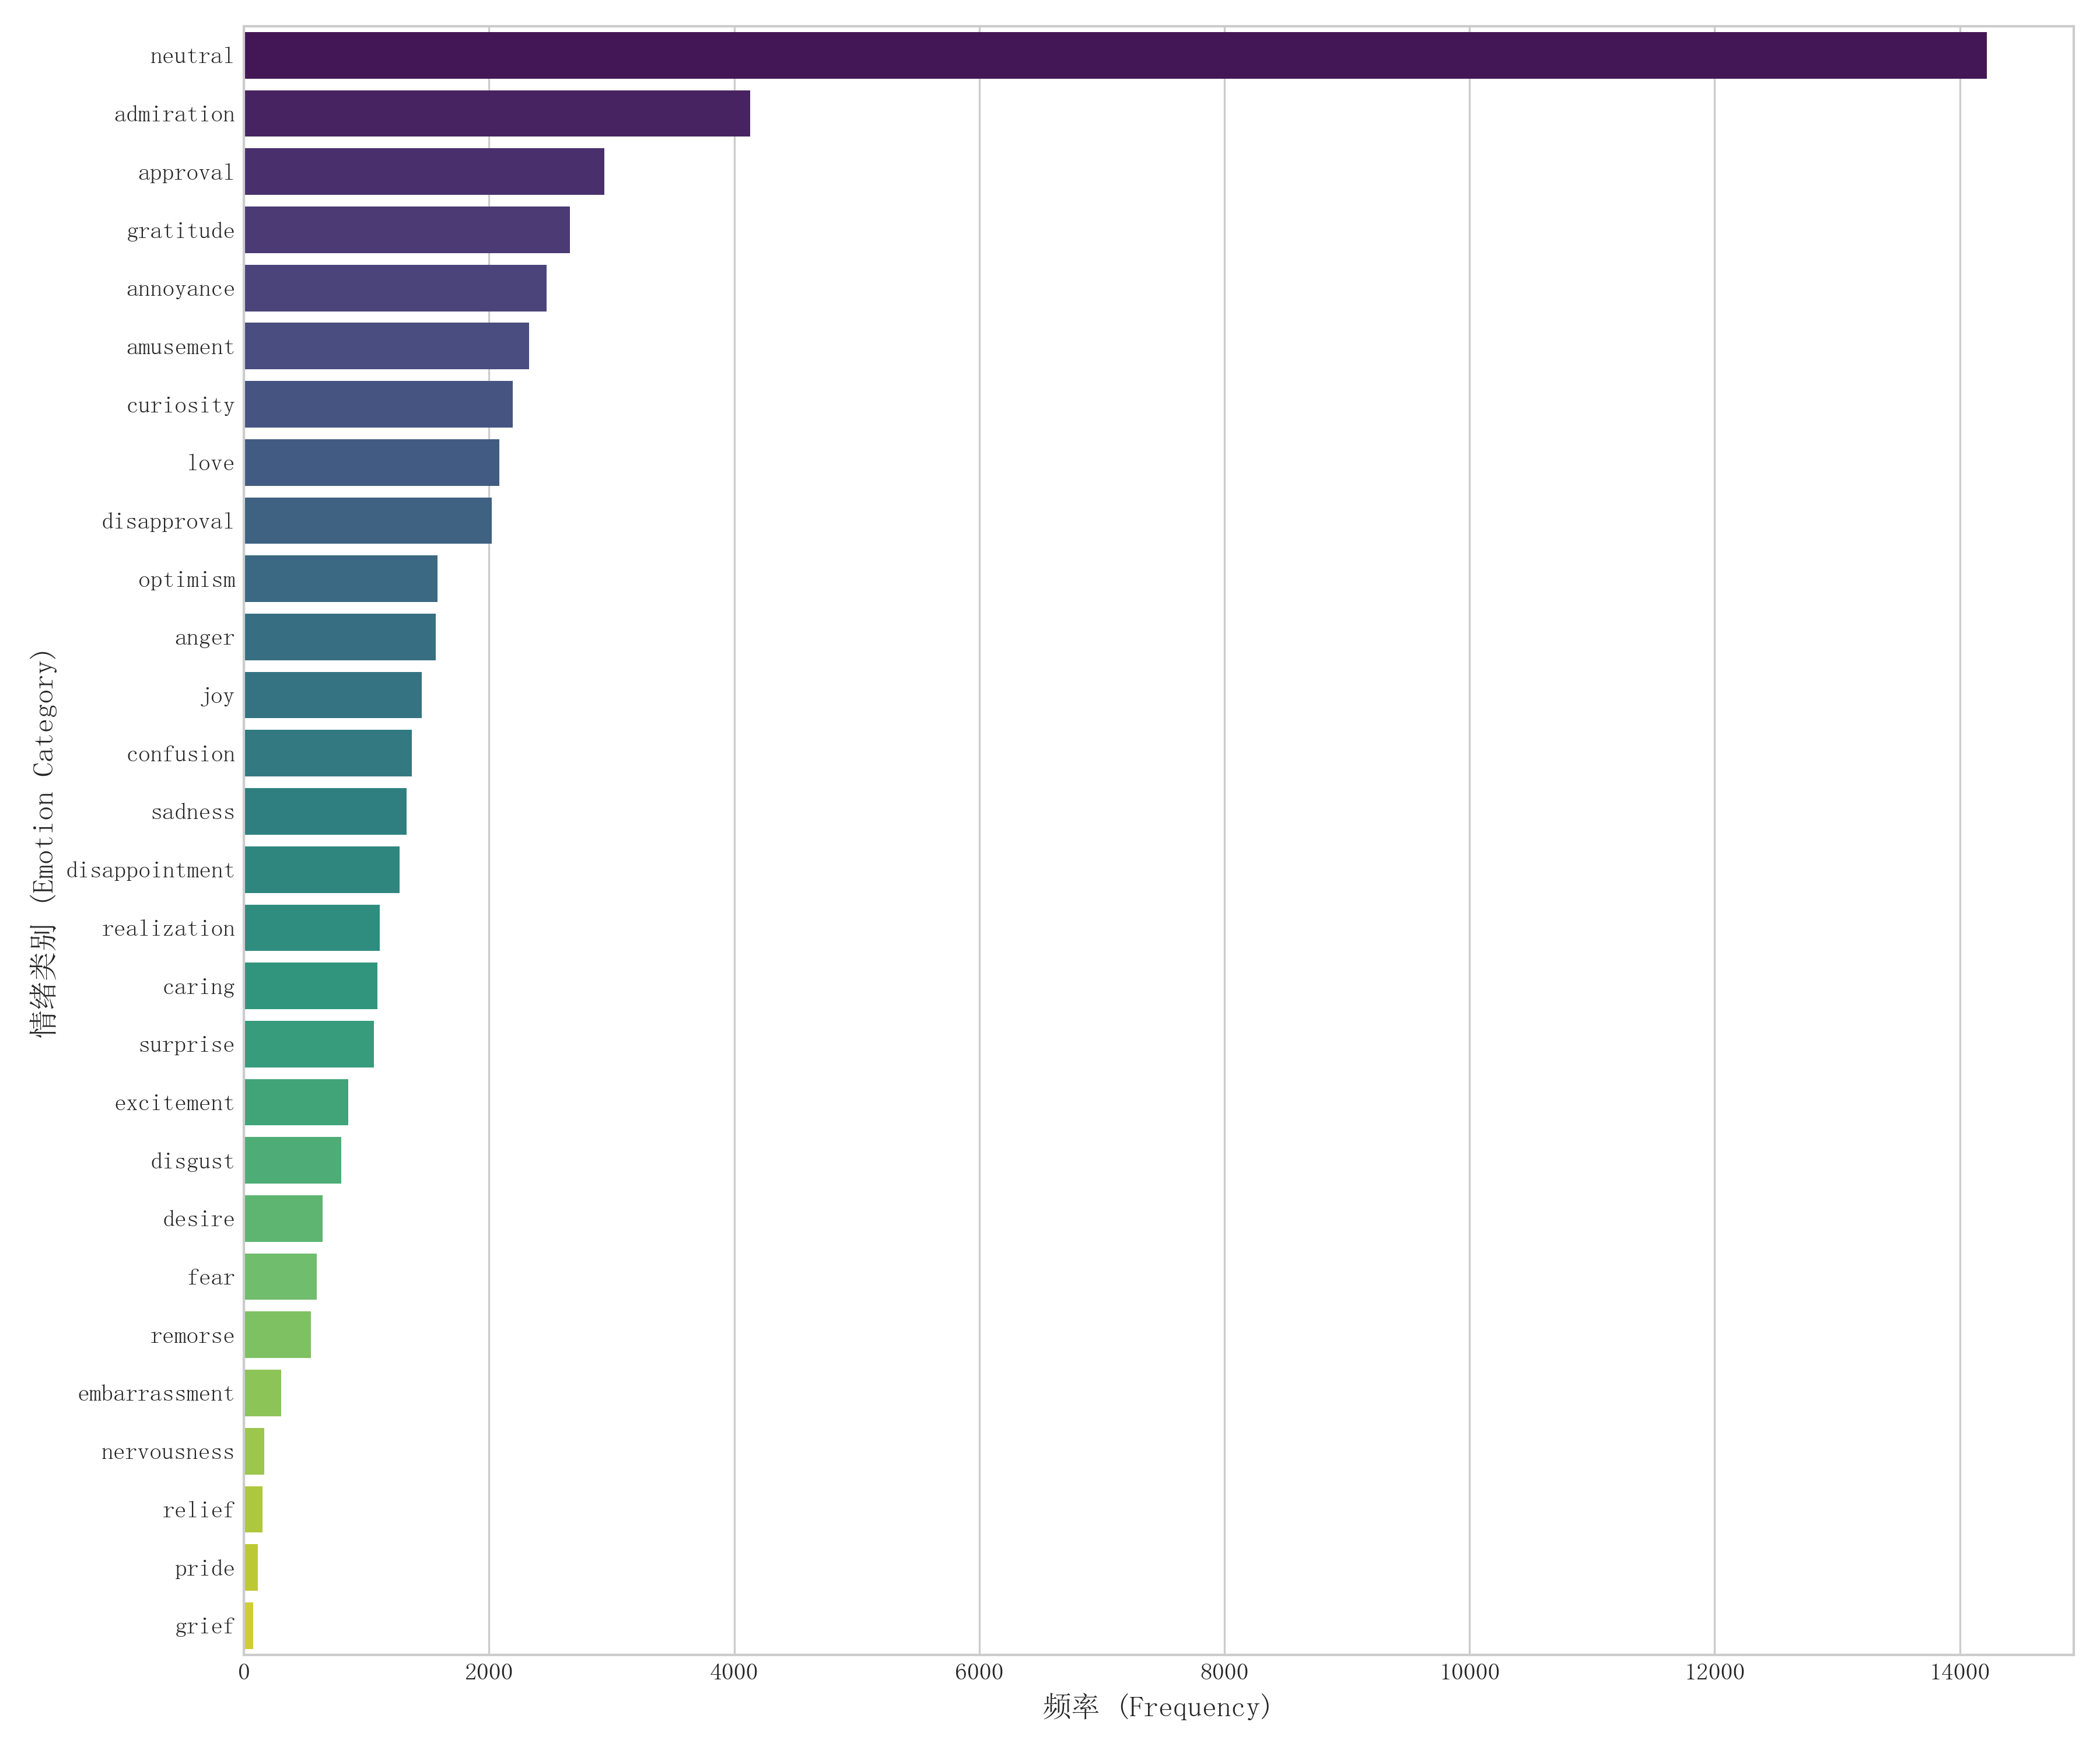 neutral
admiration
approval
gratitude
annoyance
amusement
curiosity
love
disapproval
optimism
anger
joy
confusion
sadness
disappointment
realization
caring
surprise
excitement
disgust
desire
fear
remorse
embarrassment
nervousness
relief
pride
grief
情绪类别 (Emotion Category)
0 2000 4000 6000 8000 10000 12000 14000
频率 (Frequency)